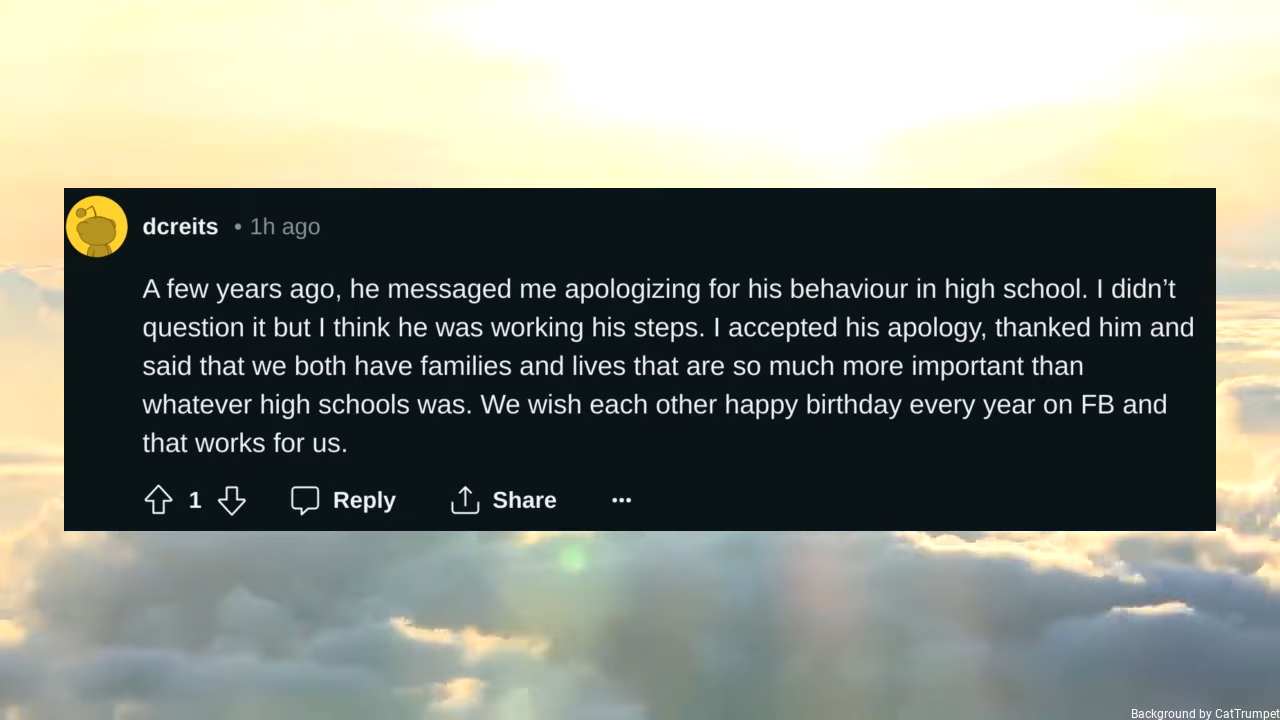 dcreits • 1h ago
A few years ago, he messaged me apologizing for his behaviour in high school. I didn’t
question it but I think he was working his steps. I accepted his apology, thanked him and
said that we both have families and lives that are so much more important than
whatever high schools was. We wish each other happy birthday every year on FB and
that works for us.
1 Reply Share
Background by CatTrumpet